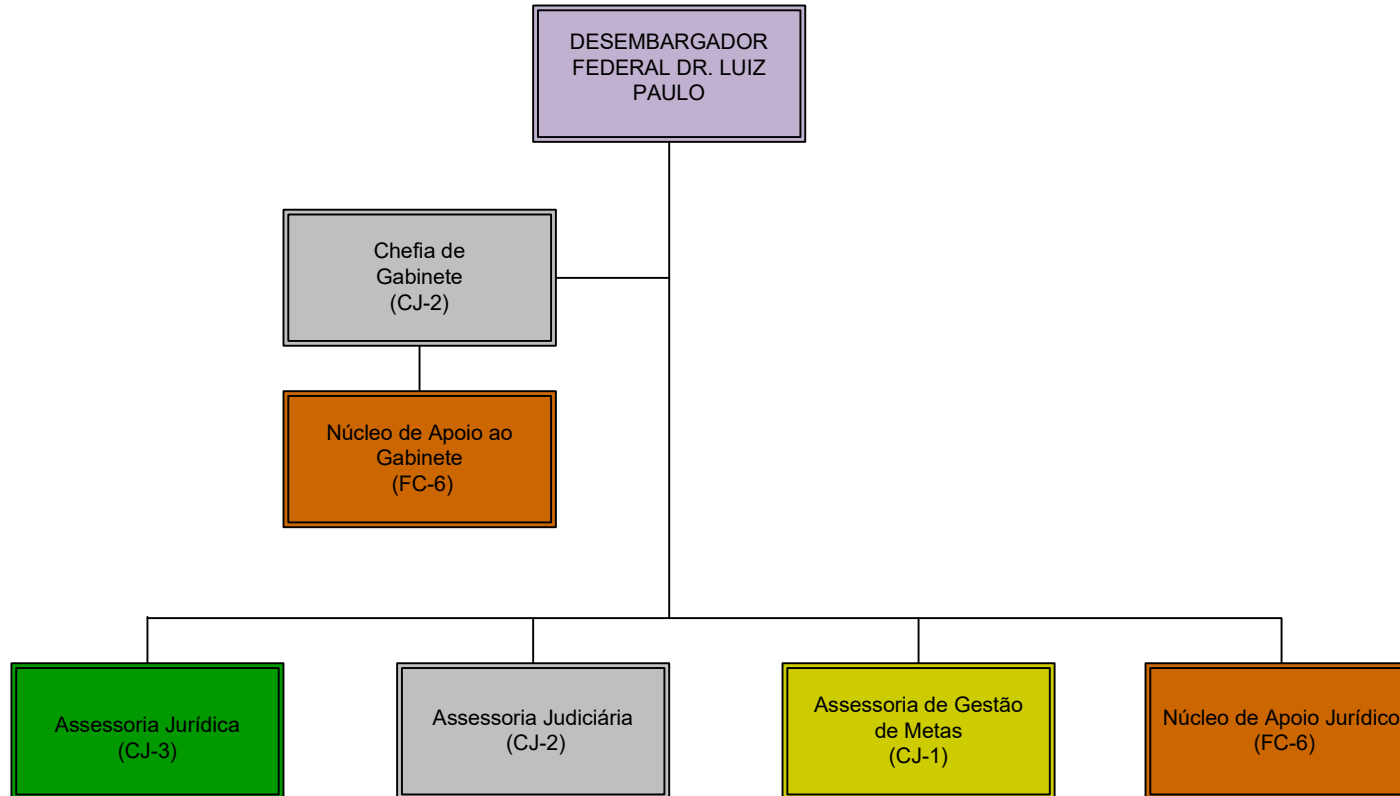 DESEMBARGADOR
FEDERAL DR. LUIZ
PAULO
Chefia de
Gabinete
(CJ-2)
Núcleo de Apoio ao
Gabinete
(FC-6)
Assessoria Jurídica
(CJ-3)
Assessoria Judiciária
(CJ-2)
Assessoria de Gestão
de Metas
(CJ-1)
Núcleo de Apoio Jurídico
(FC-6)